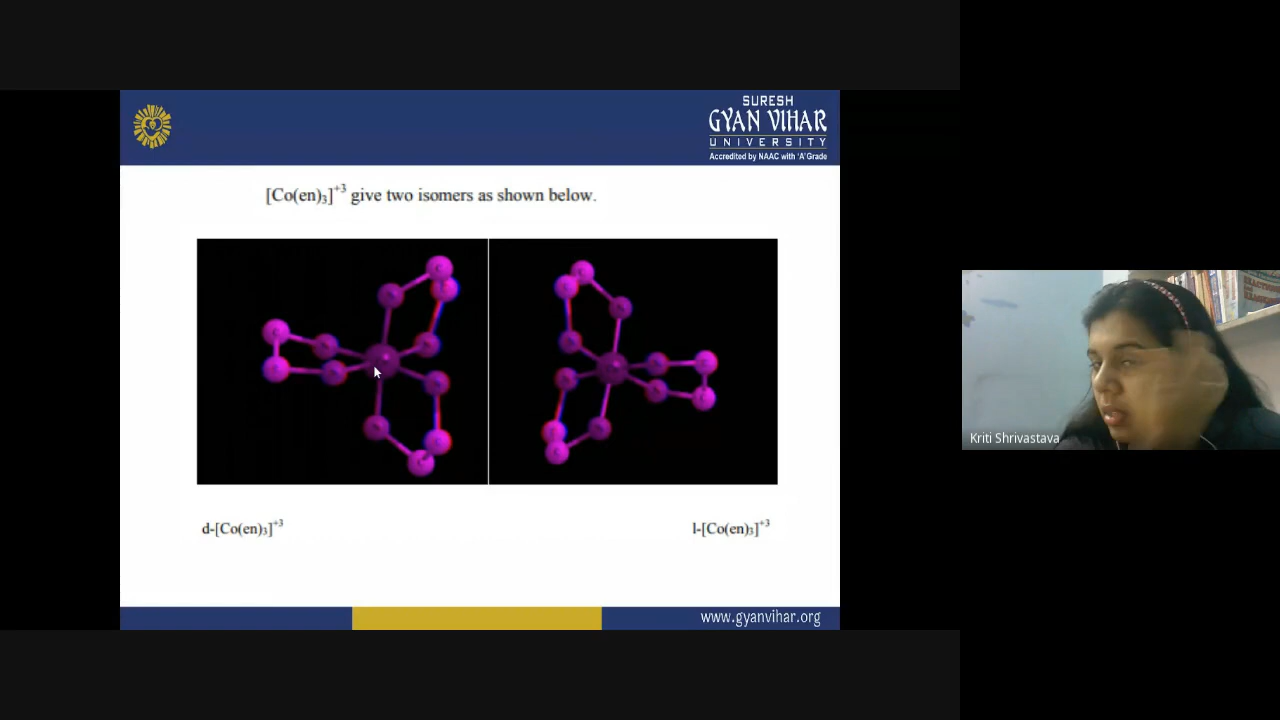 SURESH
GYAN VIHAR
UNIVERSITY
Accredited by NAAC with 'A' Grade
[Co(en)₃]⁺³ give two isomers as shown below.
d-[Co(en)₃]⁺³
l-[Co(en)₃]⁺³
www.gyanvihar.org
Kriti Shrivastava